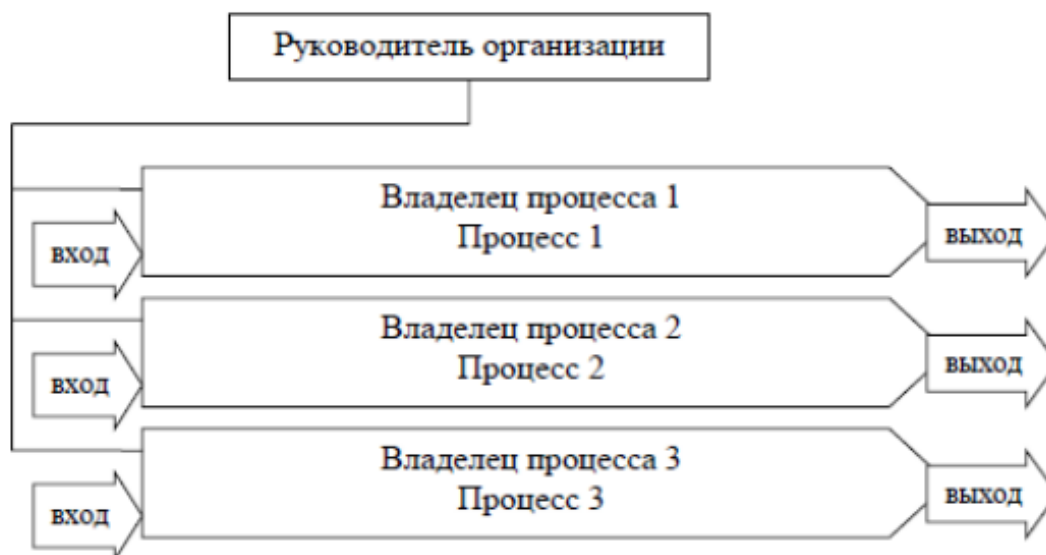 Руководитель организации
Владелец процесса 1
Процесс 1
вход
выход
Владелец процесса 2
Процесс 2
вход
выход
Владелец процесса 3
Процесс 3
вход
выход